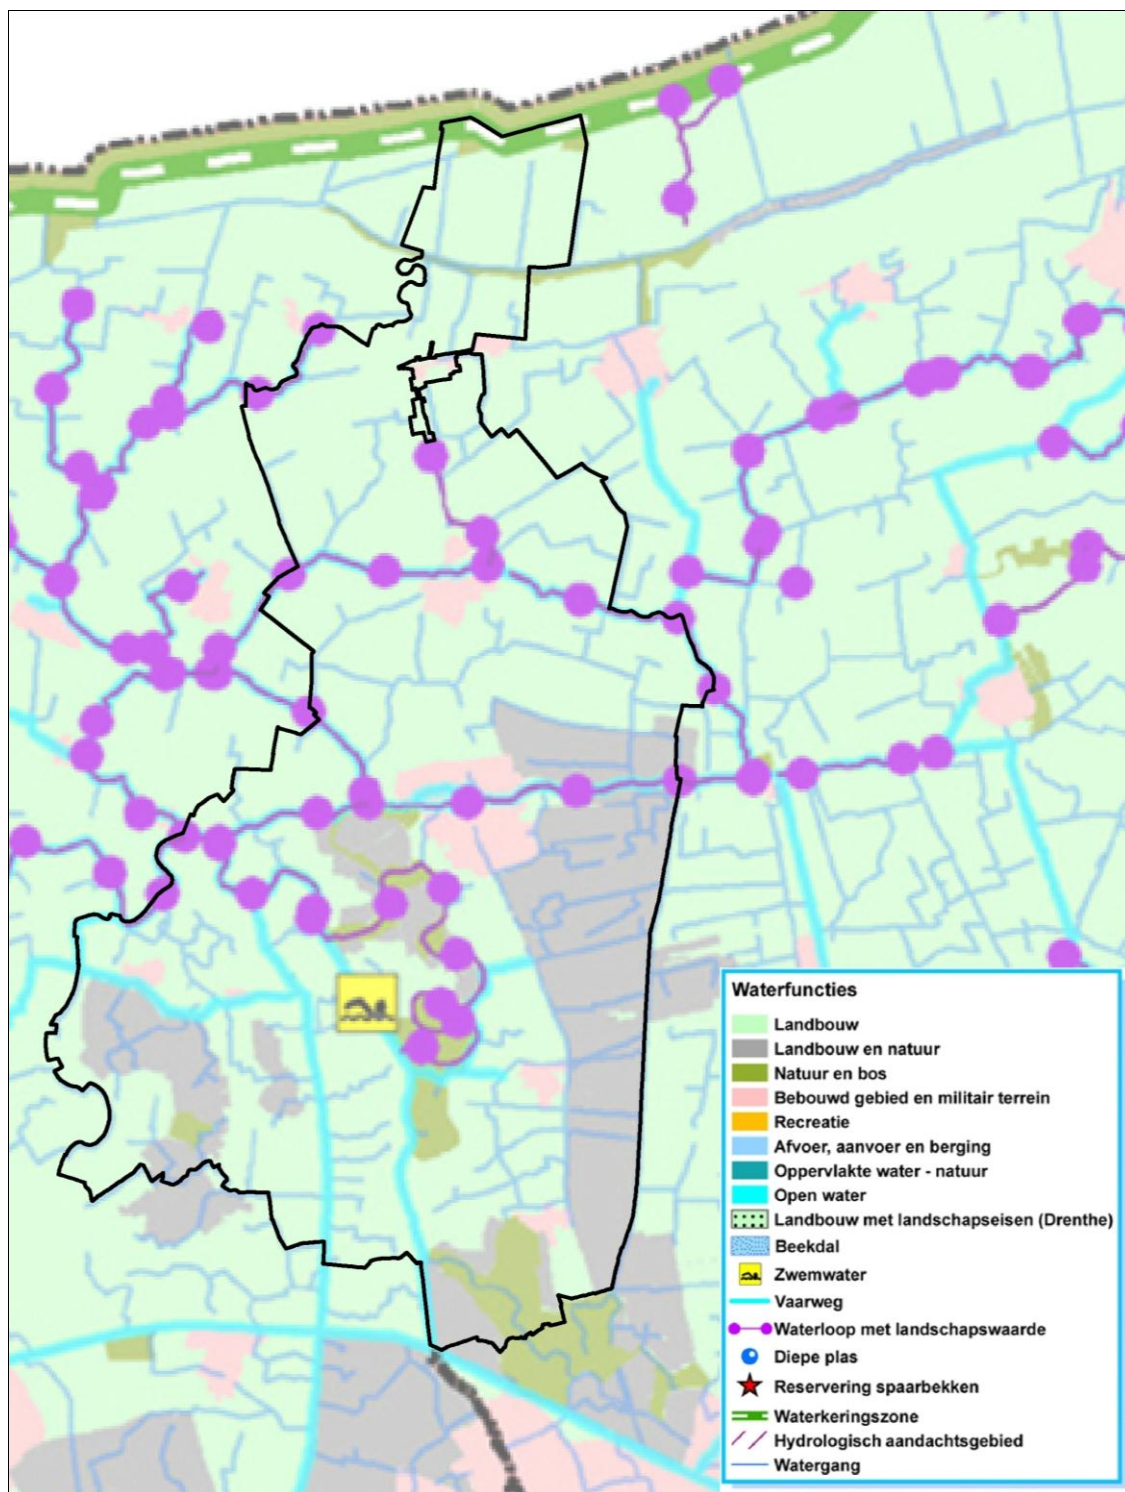 Waterfuncties
Landbouw
Landbouw en natuur
Natuur en bos
Bebouwd gebied en militair terrein
Recreatie
Afvoer, aanvoer en berging
Oppervlakte water - natuur
Open water
Landbouw met landschapseisen (Drenthe)
Beekdal
Zwemwater
Vaarweg
Waterloop met landschapswaarde
Diepe plas
Reservering spaarbekken
Waterkeringszone
Hydrologisch aandachtsgebied
Watergang